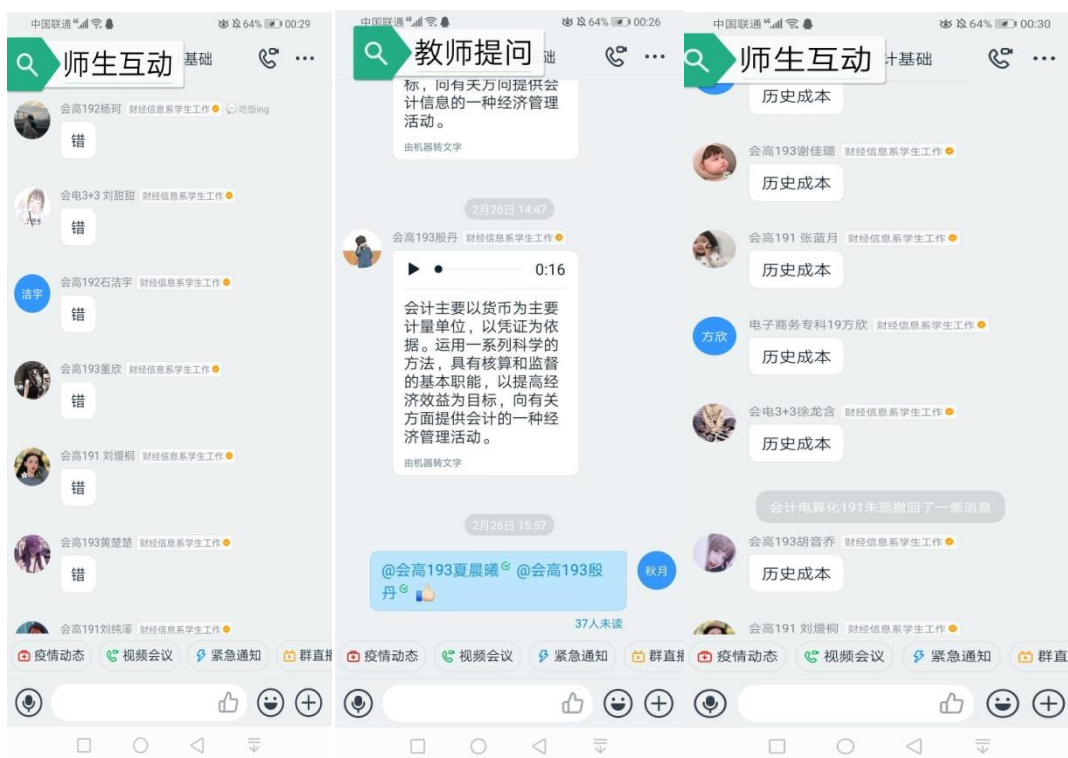 中国联通 64% 00:29
师生互动 基础
会高192杨珂 财经信息系学生工作 吃饭ing
错
会电3+3 刘甜甜 财经信息系学生工作
错
洁宇
会高192石洁宇 财经信息系学生工作
错
会高193董欣 财经信息系学生工作
错
会高191 刘熳桐 财经信息系学生工作
错
会高193黄楚楚 财经信息系学生工作
错
会高191刘纯溪 财经信息系学生工作
疫情动态 视频会议 紧急通知 群直播
中国联通 64% 00:26
教师提问 础
标，向有关方向提供会
计信息的一种经济管理
活动。
由机器转文字
2月26日 14:47
会高193殷丹 财经信息系学生工作
0:16
会计主要以货币为主要
计量单位，以凭证为依
据。运用一系列科学的
方法，具有核算和监督
的基本职能，以提高经
济效益为目标，向有关
方面提供会计的一种经
济管理活动。
由机器转文字
2月26日 15:57
@会高193夏晨曦 @会高193殷
丹
秋月
37人未读
疫情动态 视频会议 紧急通知 群直播
中国联通 64% 00:30
师生互动 计基础
历史成本
会高193谢佳璐 财经信息系学生工作
历史成本
会高191 张蓝月 财经信息系学生工作
历史成本
方欣
电子商务专科19方欣 财经信息系学生工作
历史成本
会电3+3徐龙含 财经信息系学生工作
历史成本
会计电算化191朱蕊撤回了一条消息
会高193胡音乔 财经信息系学生工作
历史成本
会高191 刘熳桐 财经信息系学生工作
疫情动态 视频会议 紧急通知 群直